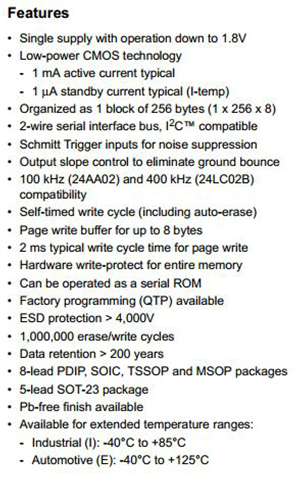 Features
• Single supply with operation down to 1.8V
• Low-power CMOS technology
- 1 mA active current typical
- 1 μA standby current typical (I-temp)
• Organized as 1 block of 256 bytes (1 x 256 x 8)
• 2-wire serial interface bus, I²C™ compatible
• Schmitt Trigger inputs for noise suppression
• Output slope control to eliminate ground bounce
• 100 kHz (24AA02) and 400 kHz (24LC02B)
compatibility
• Self-timed write cycle (including auto-erase)
• Page write buffer for up to 8 bytes
• 2 ms typical write cycle time for page write
• Hardware write-protect for entire memory
• Can be operated as a serial ROM
• Factory programming (QTP) available
• ESD protection > 4,000V
• 1,000,000 erase/write cycles
• Data retention > 200 years
• 8-lead PDIP, SOIC, TSSOP and MSOP packages
• 5-lead SOT-23 package
• Pb-free finish available
• Available for extended temperature ranges:
- Industrial (I): -40°C to +85°C
- Automotive (E): -40°C to +125°C